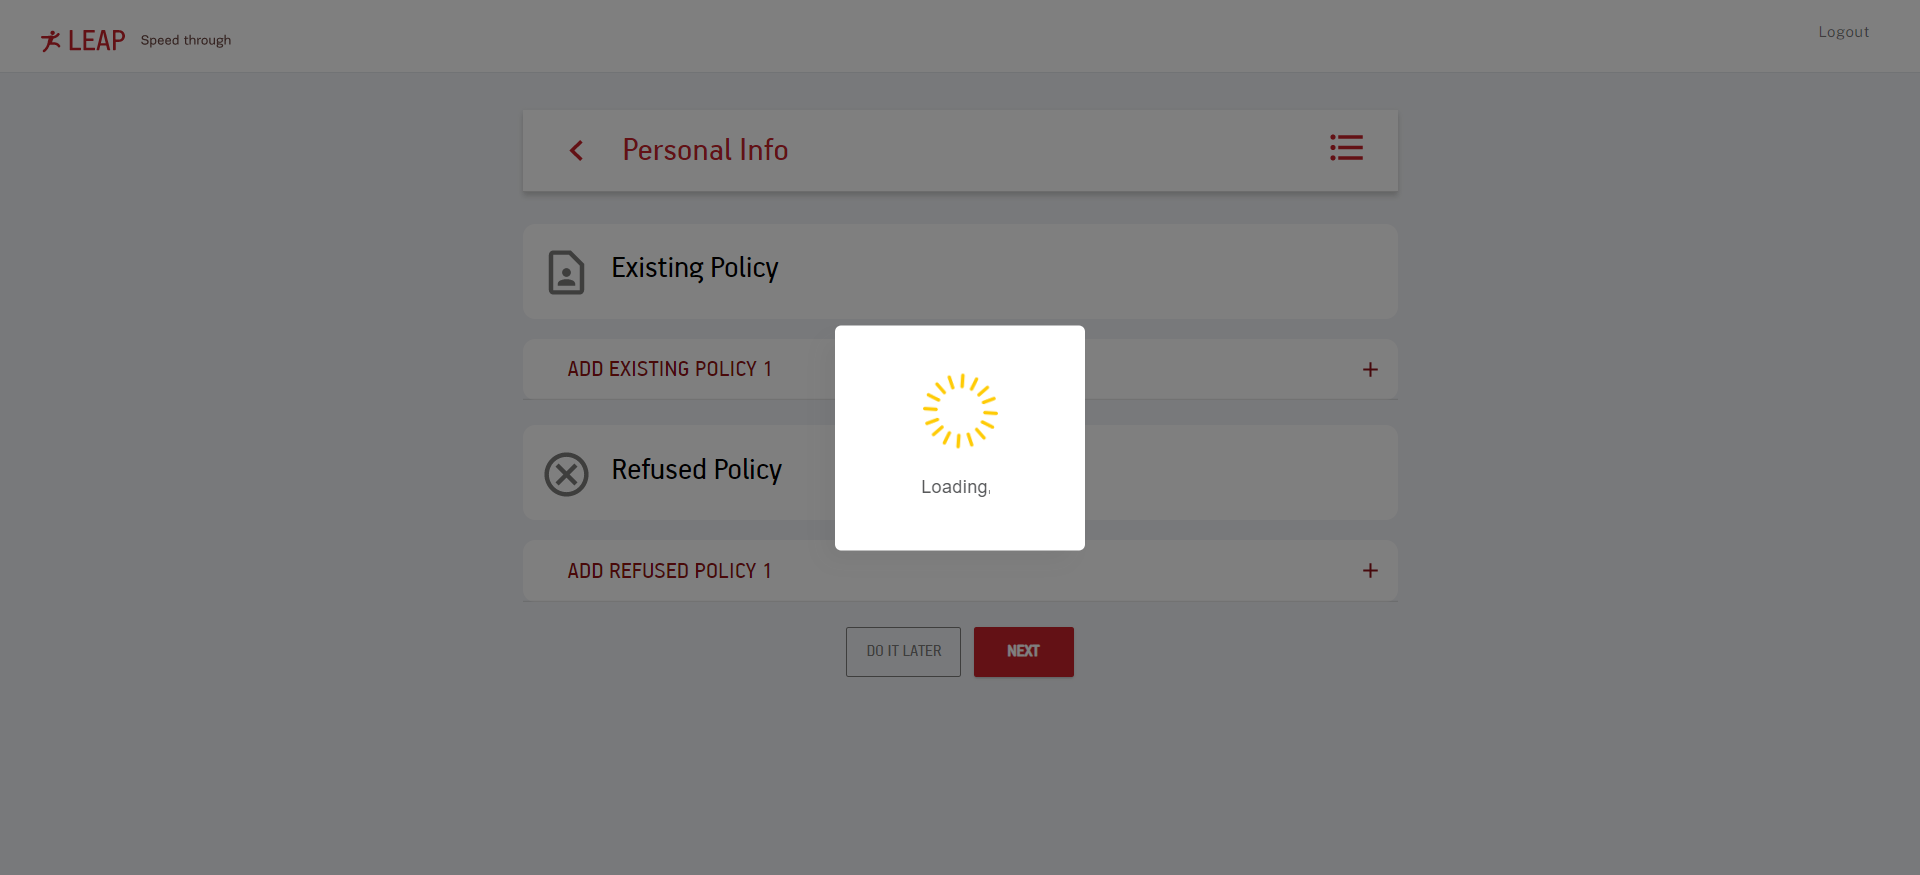 LEAP Speed through
Logout
Personal Info
Existing Policy
ADD EXISTING POLICY 1
Refused Policy
Loading.
ADD REFUSED POLICY 1
DO IT LATER
NEXT